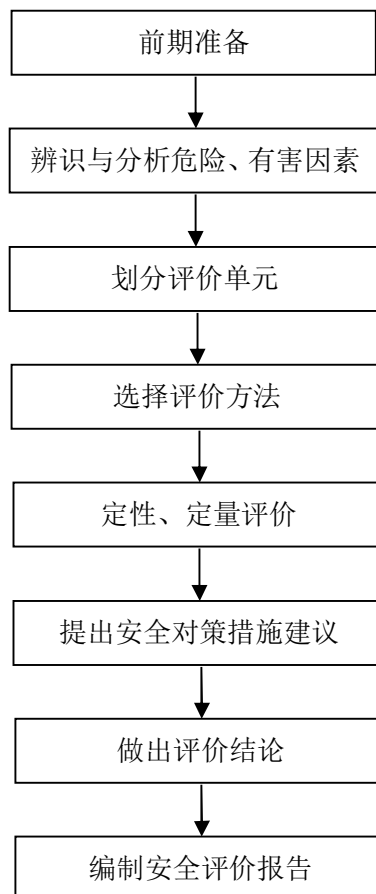 前期准备
辨识与分析危险、有害因素
划分评价单元
选择评价方法
定性、定量评价
提出安全对策措施建议
做出评价结论
编制安全评价报告